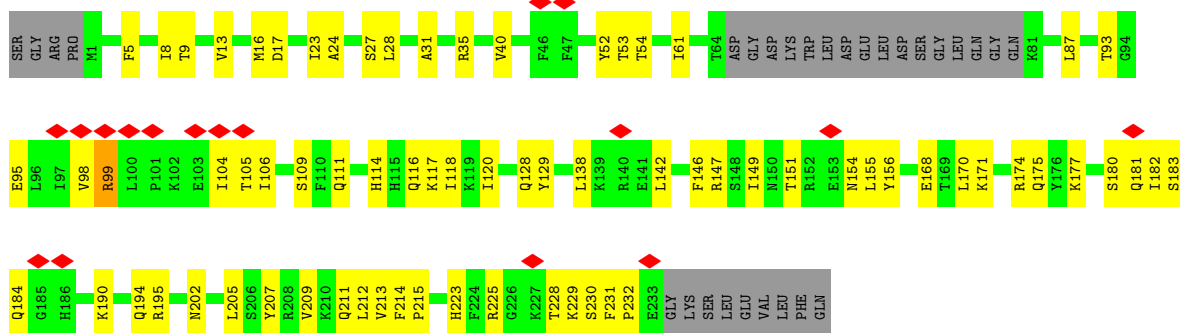 SER GLY ARG PRO M1 F5 I8 T9 V13 M16 D17 I23 A24 S27 L28 A31 R35 V40 F46 F47 Y52 T53 T54 I61 T64 ASP GLY ASP LYS TRP LEU ASP GLU LEU ASP SER GLY LEU GLN GLY GLN K81 L87 T93 G94
E95 L96 I97 V98 R99 L100 P101 K102 E103 I104 T105 I106 S109 F110 Q111 H114 H115 Q116 K117 I118 K119 I120 Q128 Y129 L138 K139 R140 E141 L142 F146 R147 S148 I149 N150 T151 R152 E153 N154 L155 Y156 E168 T169 L170 K171 R174 Q175 Y176 K177 S180 Q181 I182 S183
Q184 G185 H186 K190 Q194 R195 N202 L205 S206 Y207 R208 V209 K210 Q211 L212 V213 F214 P215 H223 F224 R225 G226 K227 T228 K229 S230 F231 P232 E233 GLY LYS SER LEU GLU VAL LEU PHE GLN